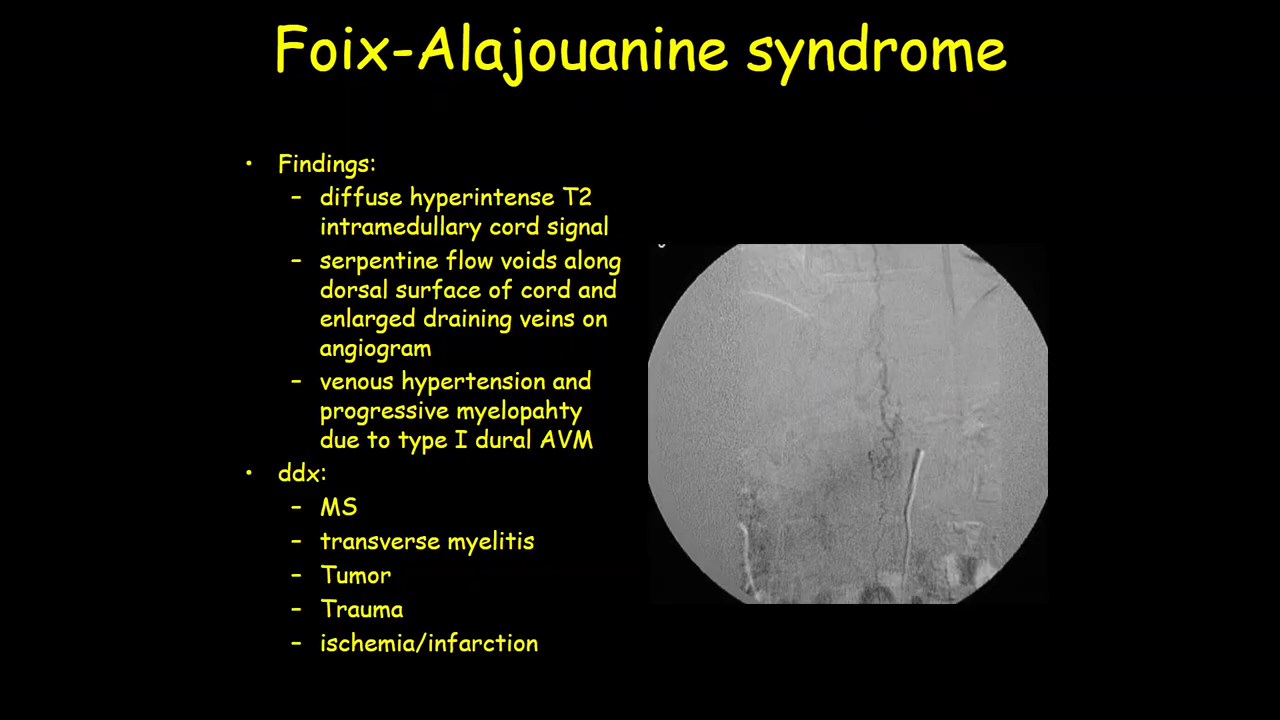 Foix-Alajouanine syndrome
• Findings:
– diffuse hyperintense T2
intramedullary cord signal
– serpentine flow voids along
dorsal surface of cord and
enlarged draining veins on
angiogram
– venous hypertension and
progressive myelopahty
due to type I dural AVM
• ddx:
– MS
– transverse myelitis
– Tumor
– Trauma
– ischemia/infarction